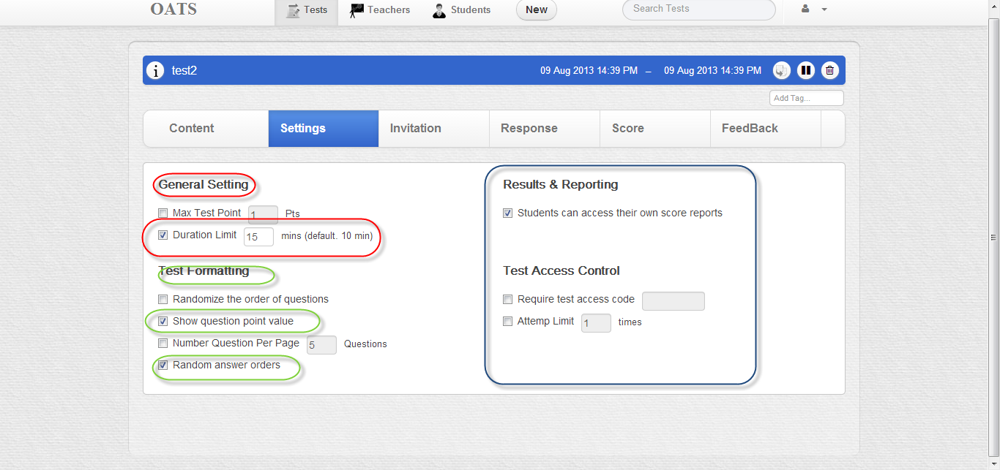 OATS Tests Teachers Students New Search Tests
i test2 09 Aug 2013 14:39 PM – 09 Aug 2013 14:39 PM
Add Tag...
Content Settings Invitation Response Score FeedBack
General Setting
Max Test Point 1 Pts
Duration Limit 15 mins (default. 10 min)
Test Formatting
Randomize the order of questions
Show question point value
Number Question Per Page 5 Questions
Random answer orders
Results & Reporting
Students can access their own score reports
Test Access Control
Require test access code
Attemp Limit 1 times